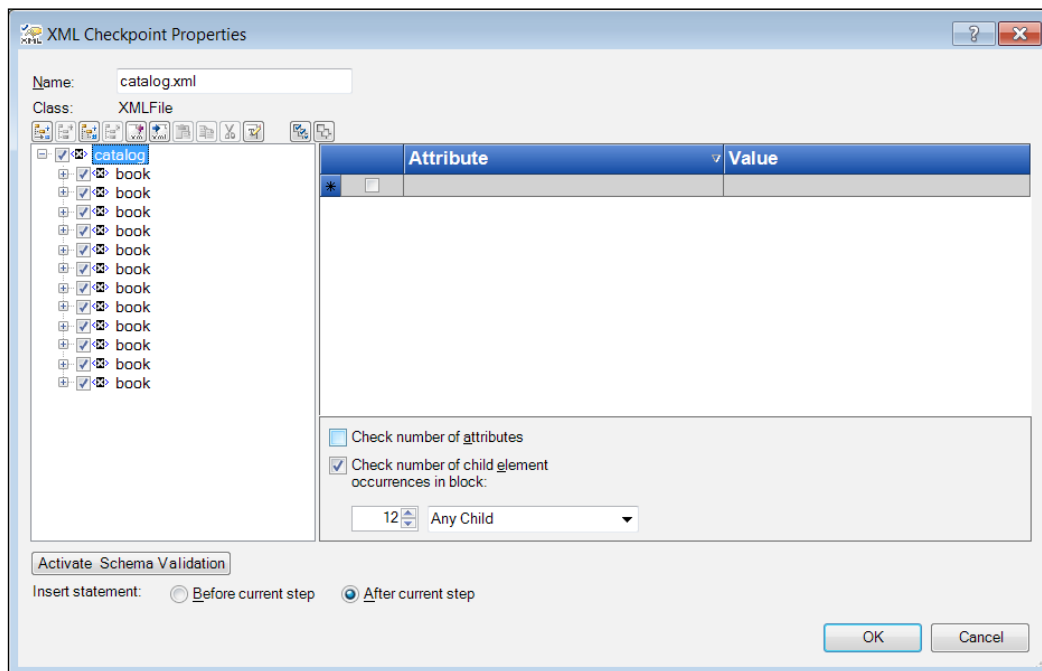 XML Checkpoint Properties
Name: catalog.xml
Class: XMLFile
catalog
book
book
book
book
book
book
book
book
book
book
book
book
Attribute Value
Check number of attributes
Check number of child element
occurrences in block:
12 Any Child
Activate Schema Validation
Insert statement: Before current step After current step
OK Cancel